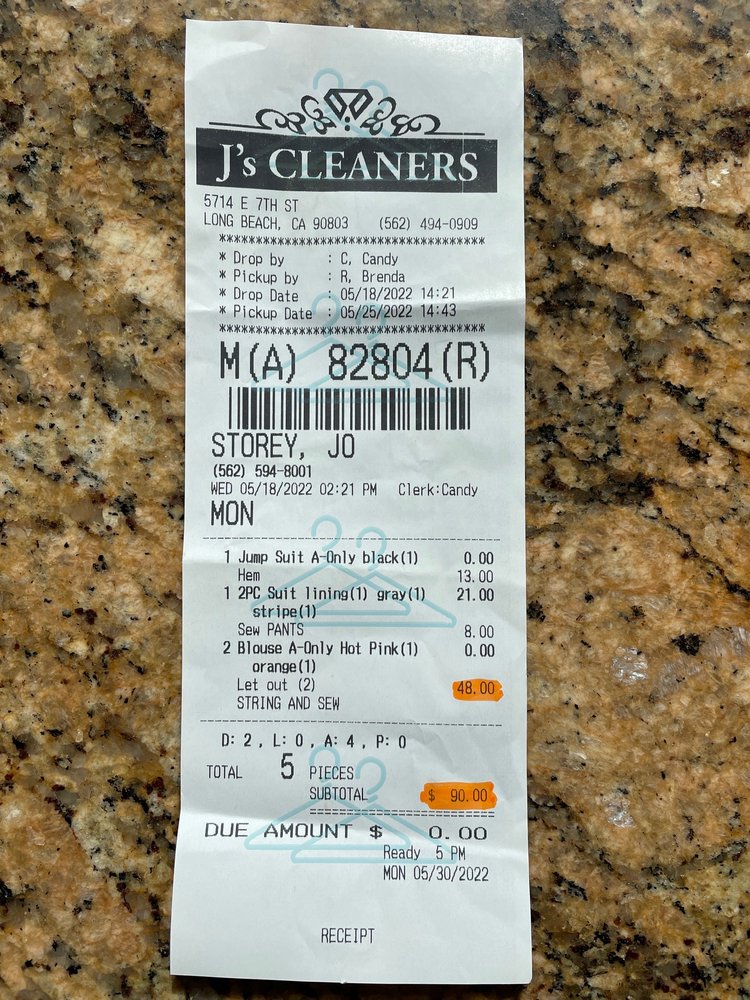 J's CLEANERS
5714 E 7TH ST
LONG BEACH, CA 90803 (562) 494-0909
****************************************
* Drop by : C, Candy
* Pickup by : R, Brenda
* Drop Date : 05/18/2022 14:21
* Pickup Date : 05/25/2022 14:43
****************************************
M(A) 82804(R)
STOREY, JO
(562) 594-8001
WED 05/18/2022 02:21 PM Clerk:Candy
MON
1 Jump Suit A-Only black(1) 0.00
Hem 13.00
1 2PC Suit lining(1) gray(1) 21.00
stripe(1)
Sew PANTS 8.00
2 Blouse A-Only Hot Pink(1) 0.00
orange(1)
Let out (2) 48.00
STRING AND SEW
D: 2 , L: 0 , A: 4 , P: 0
TOTAL 5 PIECES
SUBTOTAL $ 90.00
DUE AMOUNT $ 0.00
Ready 5 PM
MON 05/30/2022
RECEIPT